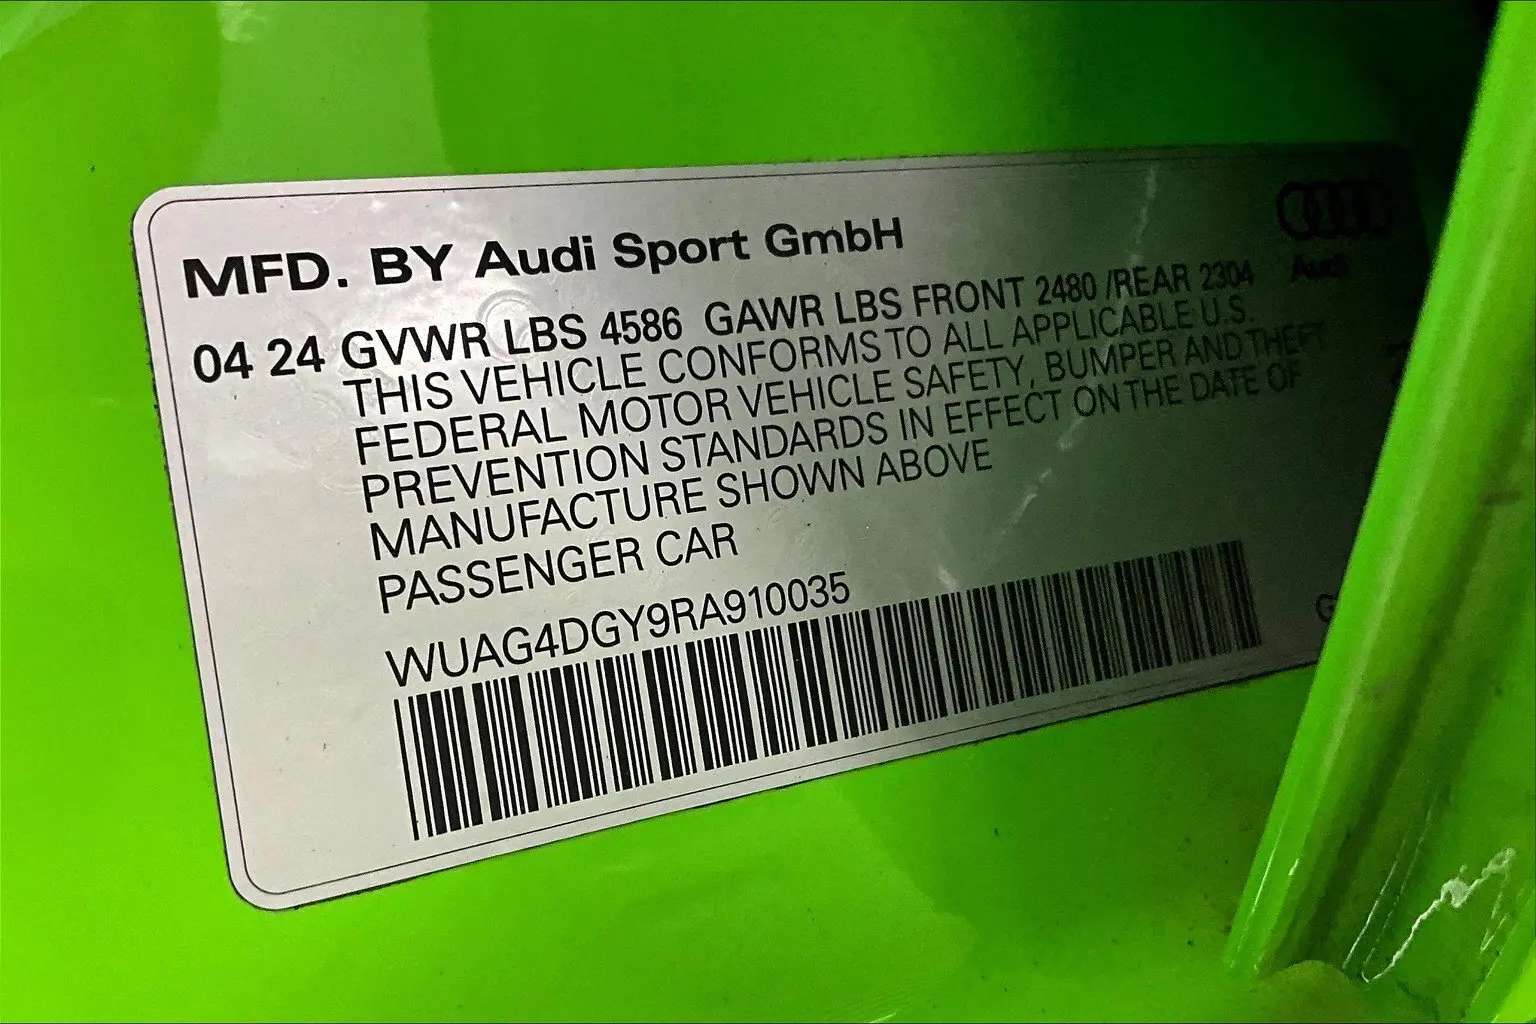 MFD. BY Audi Sport GmbH
Audi
04 24 GVWR LBS 4586 GAWR LBS FRONT 2480 /REAR 2304
THIS VEHICLE CONFORMS TO ALL APPLICABLE U.S.
FEDERAL MOTOR VEHICLE SAFETY, BUMPER AND THEFT
PREVENTION STANDARDS IN EFFECT ON THE DATE OF
MANUFACTURE SHOWN ABOVE
PASSENGER CAR
WUAG4DGY9RA910035